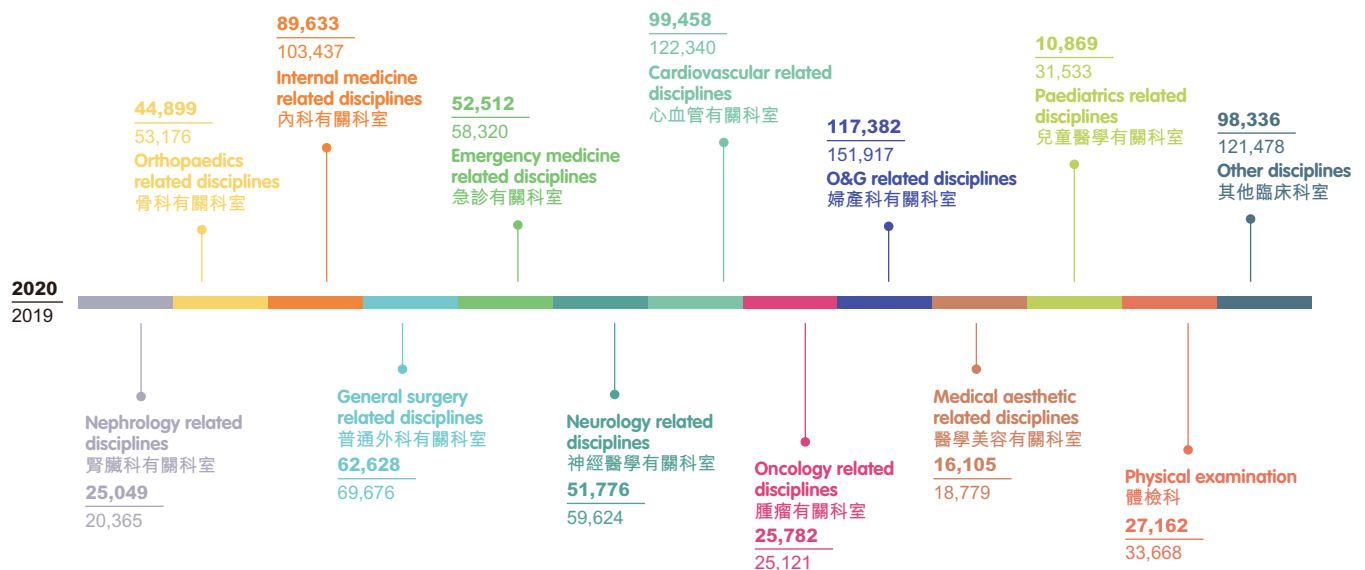 89,633
103,437
Internal medicine
related disciplines
內科有關科室
99,458
122,340
Cardiovascular related
disciplines
心血管有關科室
10,869
31,533
Paediatrics related
disciplines
兒童醫學有關科室
44,899
53,176
Orthopaedics
related disciplines
骨科有關科室
52,512
58,320
Emergency medicine
related disciplines
急診有關科室
117,382
151,917
O&G related disciplines
婦產科有關科室
98,336
121,478
Other disciplines
其他臨床科室
2020
2019
Nephrology related
disciplines
腎臟科有關科室
25,049
20,365
General surgery
related disciplines
普通外科有關科室
62,628
69,676
Neurology related
disciplines
神經醫學有關科室
51,776
59,624
Oncology related
disciplines
腫瘤有關科室
25,782
25,121
Medical aesthetic
related disciplines
醫學美容有關科室
16,105
18,779
Physical examination
體檢科
27,162
33,668